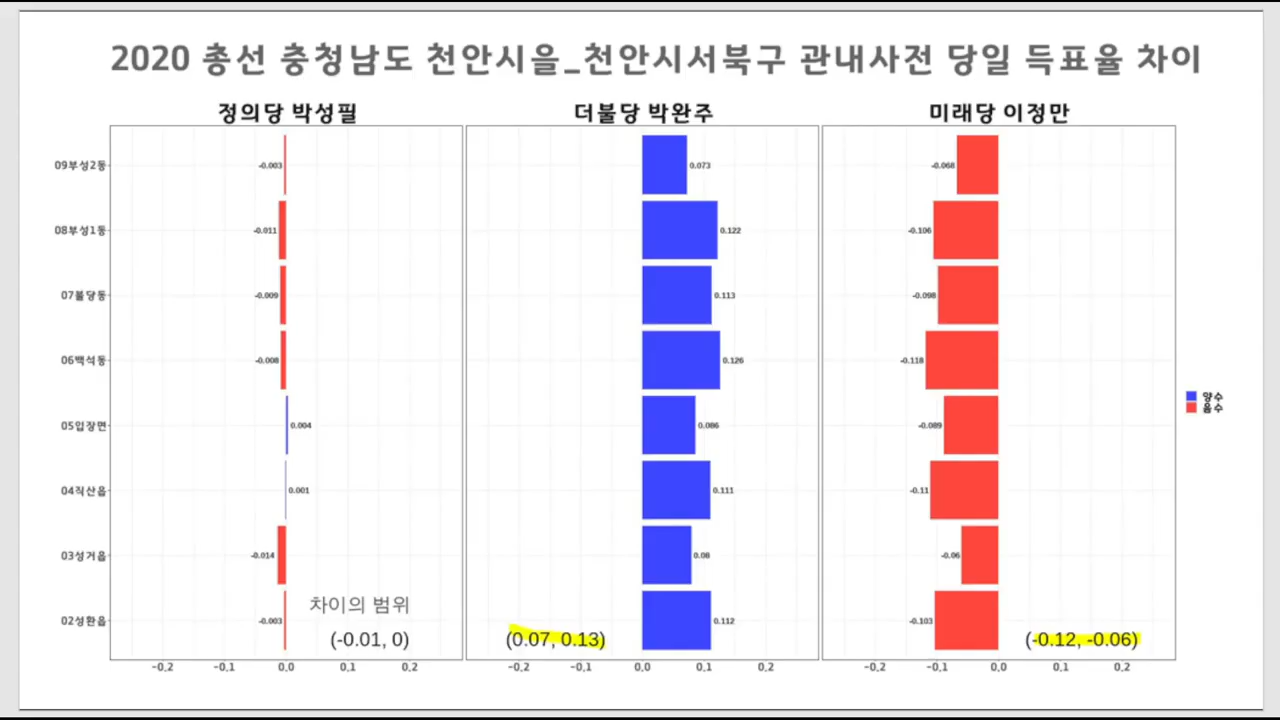 2020 총선 충청남도 천안시을_천안시서북구 관내사전 당일 득표율 차이
정의당 박성필 더불당 박완주 미래당 이정만
09부성2동 -0.003 0.073 -0.068
08부성1동 -0.011 0.122 -0.106
07불당동 -0.009 0.113 -0.098
06백석동 -0.008 0.126 -0.118
양수
음수
05입장면 0.004 0.086 -0.089
04직산읍 0.001 0.111 -0.11
03성거읍 -0.014 0.08 -0.06
차이의 범위
02성환읍 -0.003 0.112 -0.103
(-0.01, 0) (0.07, 0.13) (-0.12, -0.06)
-0.2 -0.1 0.0 0.1 0.2 -0.2 -0.1 0.0 0.1 0.2 -0.2 -0.1 0.0 0.1 0.2